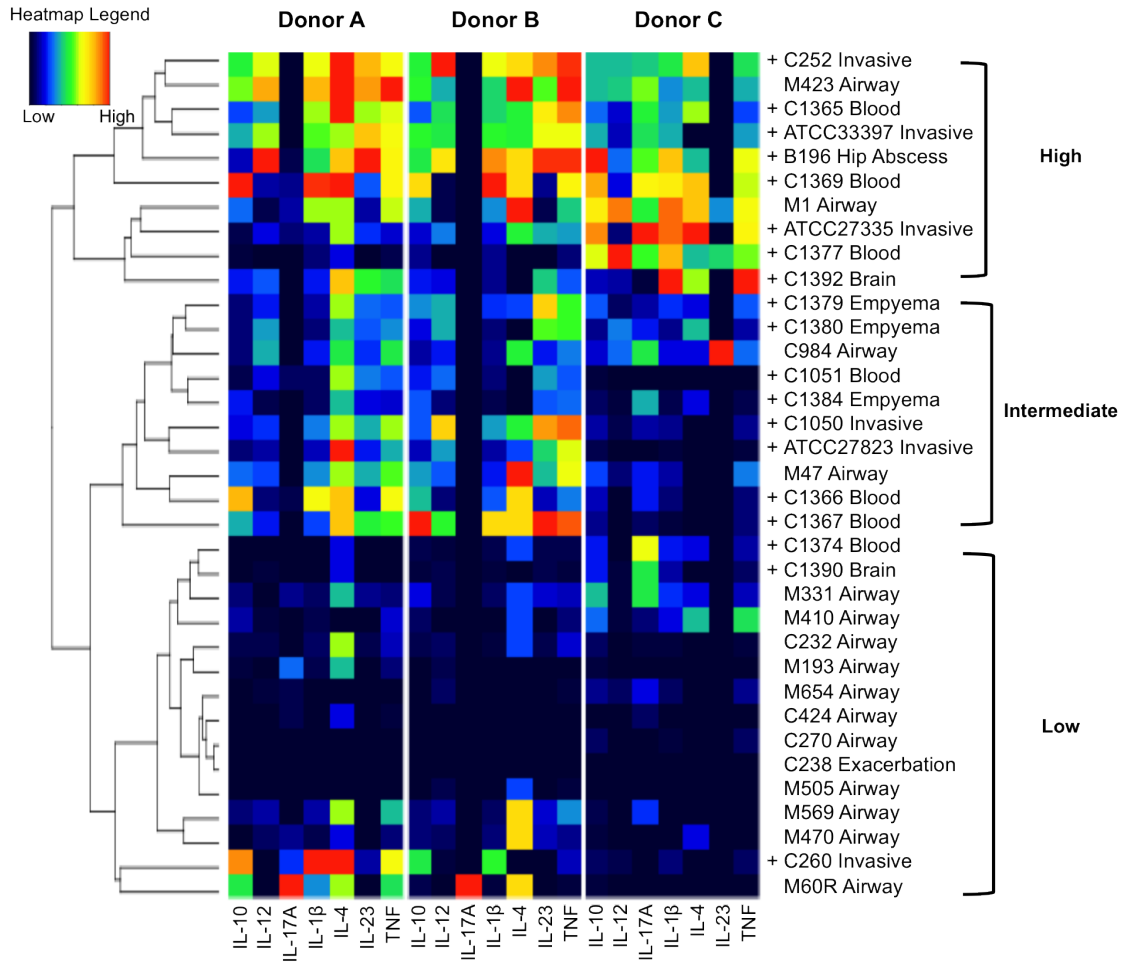 Heatmap Legend
Low High
Donor A Donor B Donor C
+ C252 Invasive
M423 Airway
+ C1365 Blood
+ ATCC33397 Invasive
+ B196 Hip Abscess
+ C1369 Blood
M1 Airway
+ ATCC27335 Invasive
+ C1377 Blood
+ C1392 Brain
High
+ C1379 Empyema
+ C1380 Empyema
C984 Airway
+ C1051 Blood
+ C1384 Empyema
+ C1050 Invasive
+ ATCC27823 Invasive
M47 Airway
+ C1366 Blood
+ C1367 Blood
Intermediate
+ C1374 Blood
+ C1390 Brain
M331 Airway
M410 Airway
C232 Airway
M193 Airway
M654 Airway
C424 Airway
C270 Airway
C238 Exacerbation
M505 Airway
M569 Airway
M470 Airway
+ C260 Invasive
M60R Airway
Low
IL-10 IL-12 IL-17A IL-1β IL-4 IL-23 TNF IL-10 IL-12 IL-17A IL-1β IL-4 IL-23 TNF IL-10 IL-12 IL-17A IL-1β IL-4 IL-23 TNF